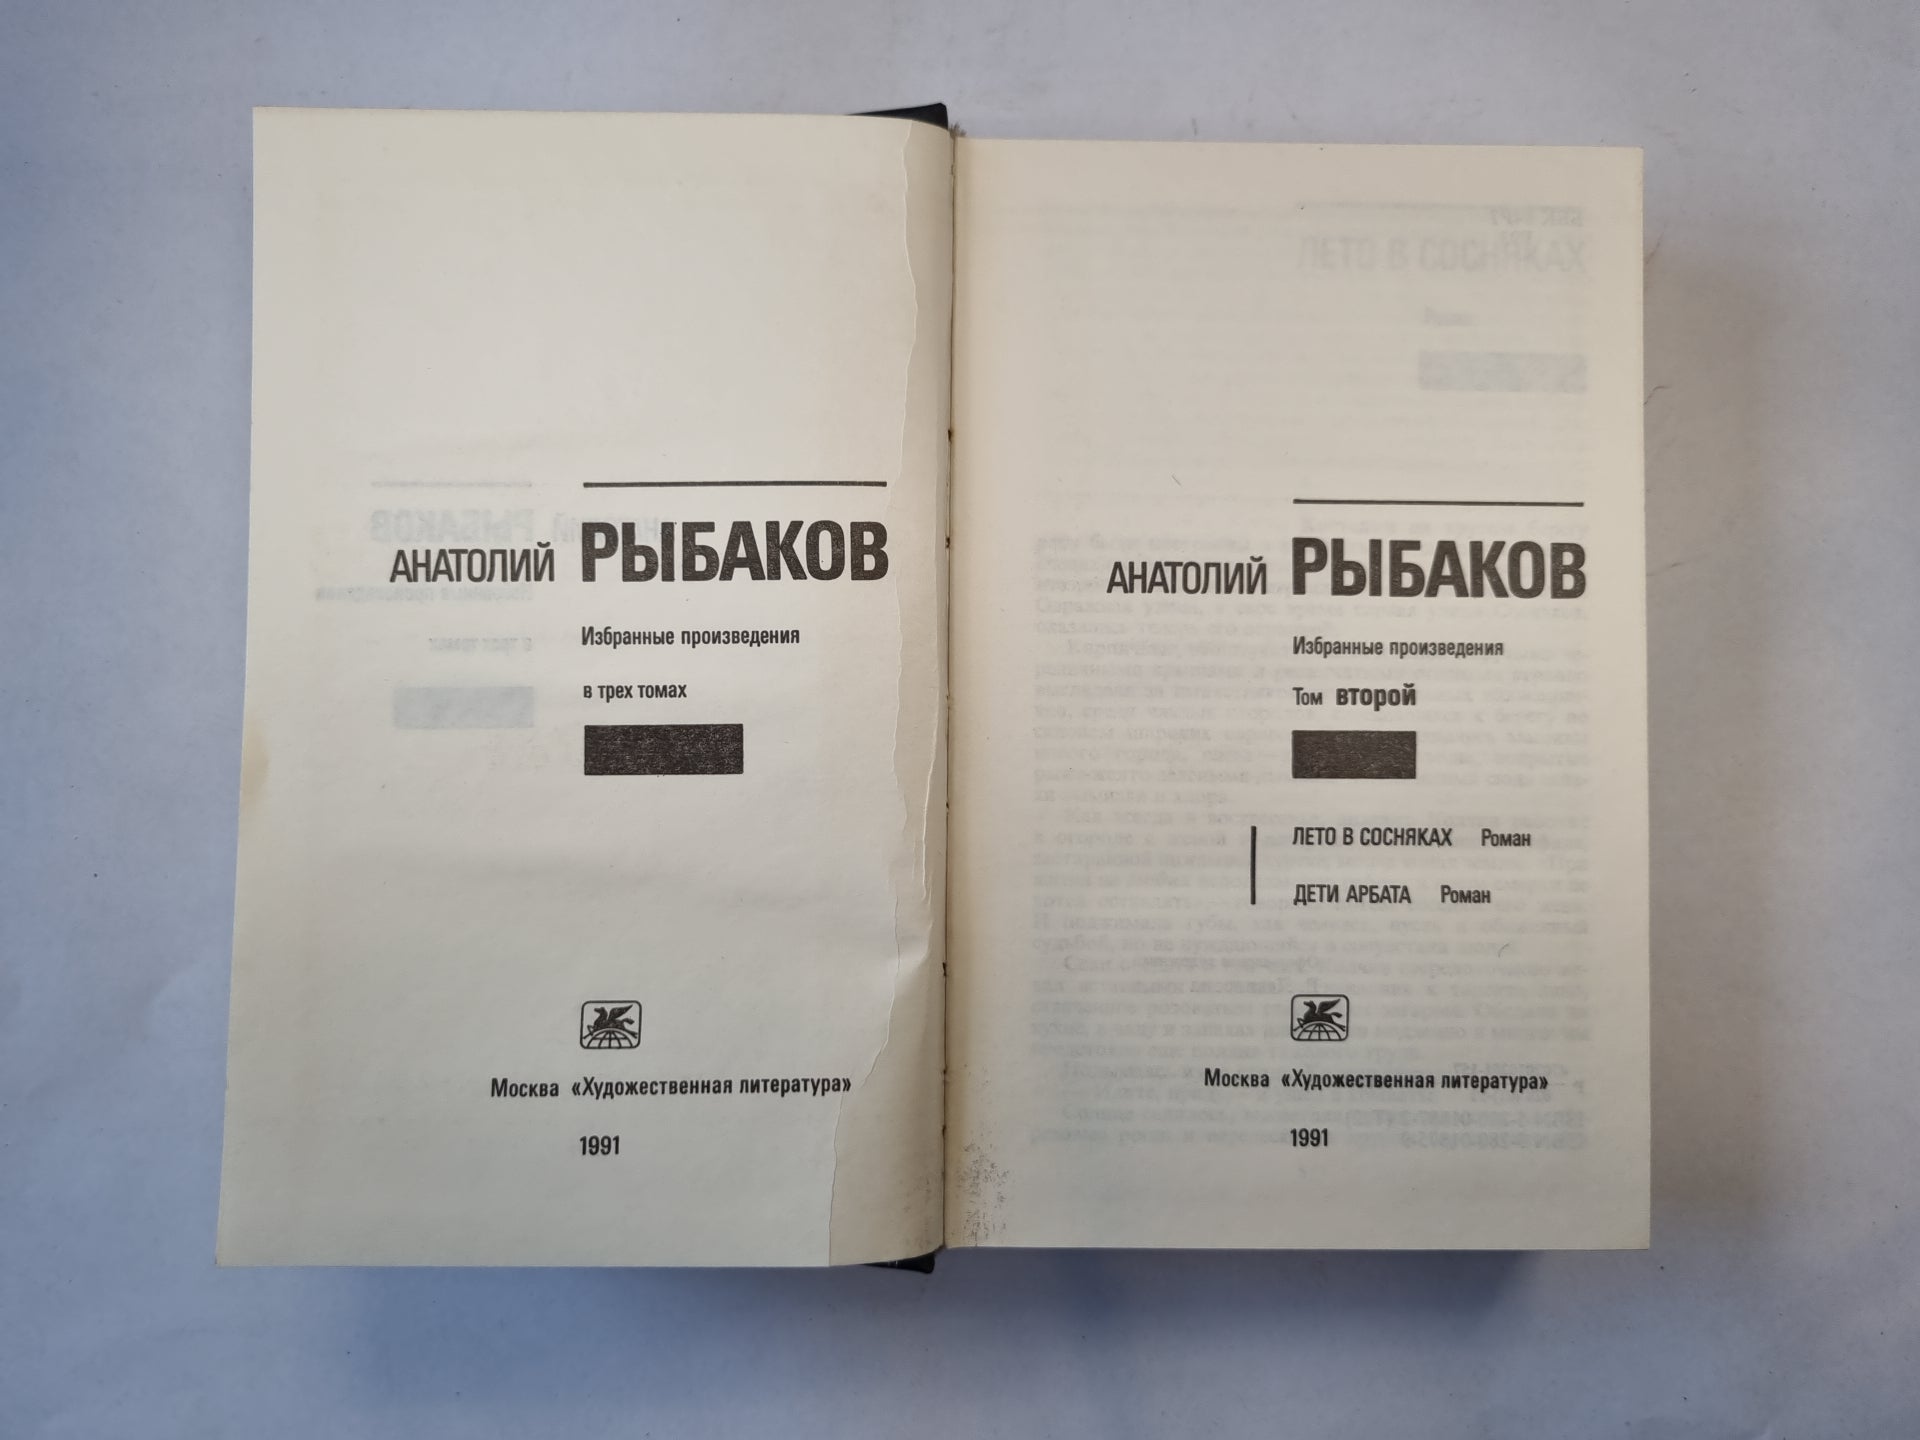 АНАТОЛИЙ РЫБАКОВ
Избранные произведения
в трех томах
Москва «Художественная литература»
1991
АНАТОЛИЙ РЫБАКОВ
Избранные произведения
Том второй
ЛЕТО В СОСНЯКАХ Роман
ДЕТИ АРБАТА Роман
Москва «Художественная литература»
1991